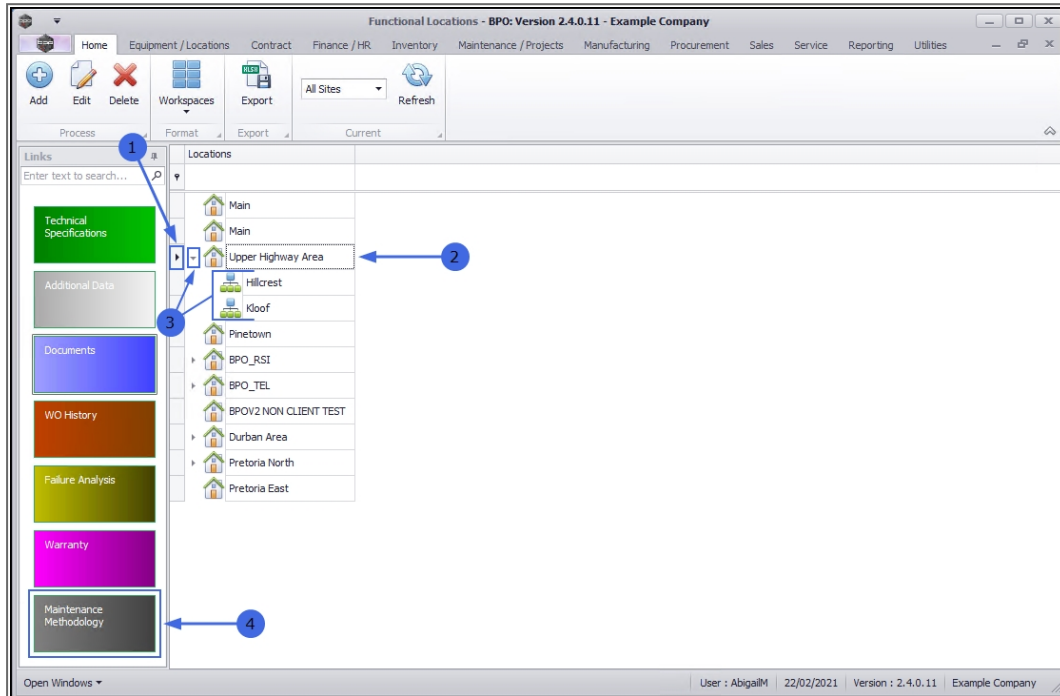 Functional Locations - BPO: Version 2.4.0.11 - Example Company
Home Equipment / Locations Contract Finance / HR Inventory Maintenance / Projects Manufacturing Procurement Sales Service Reporting Utilities
Add Edit Delete Workspaces Export All Sites Refresh
Process Format Export Current
Links
Enter text to search...
Technical
Specifications
Additional Data
Documents
WO History
Failure Analysis
Warranty
Maintenance
Methodology
Locations
Main
Main
Upper Highway Area
Hillcrest
Kloof
Pinetown
BPO_RSI
BPO_TEL
BPOV2 NON CLIENT TEST
Durban Area
Pretoria North
Pretoria East
1
2
3
4
Open Windows User : AbigailM 22/02/2021 Version : 2.4.0.11 Example Company